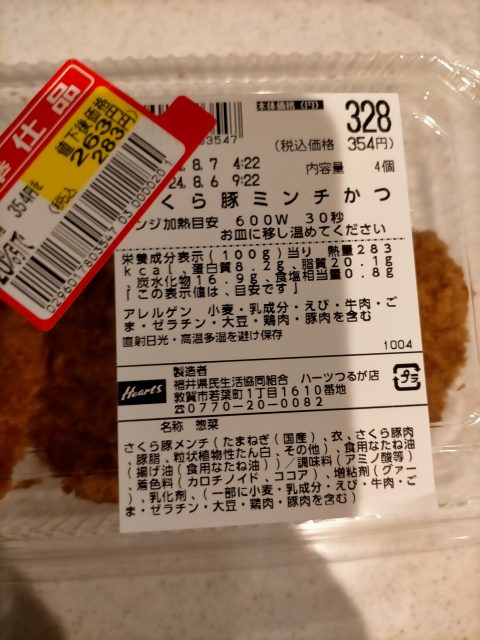 仕品
値下後価格(円)
263
(税込 283円)
354円を
0296017803547 03 0000201
03547
本体価格(円)
328
(税込価格 354円)
.8.7 4:22
24.8.6 9:22
内容量 4個
くら豚ミンチかつ
ンジ加熱目安 600W 30秒
お皿に移し温めてください
栄養成分表示(100g)当り 熱量283
kcal、蛋白質8.2g、脂質20.1g
、炭水化物16.9g、食塩相当量0.8g
[この表示値は、目安です]
アレルゲン 小麦・乳成分・えび・牛肉・ご
ま・ゼラチン・大豆・鶏肉・豚肉を含む
直射日光・高温多湿を避け保存
1004
製造者
Hearts
福井県民生活協同組合 ハーツつるが店
敦賀市若葉町1丁目1610番地
☎0770-20-0082
プラ
名称 惣菜
さくら豚メンチ(たまねぎ(国産)、衣、さくら豚肉
、豚脂、粒状植物性たん白、その他)、食用なたね油
(揚げ油(食用なたね油))/調味料(アミノ酸等)
、着色料(カロチノイド、ココア)、増粘剤(グァー)
、乳化剤、(一部に小麦・乳成分・えび・牛肉・ご
ま・ゼラチン・大豆・鶏肉・豚肉を含む)